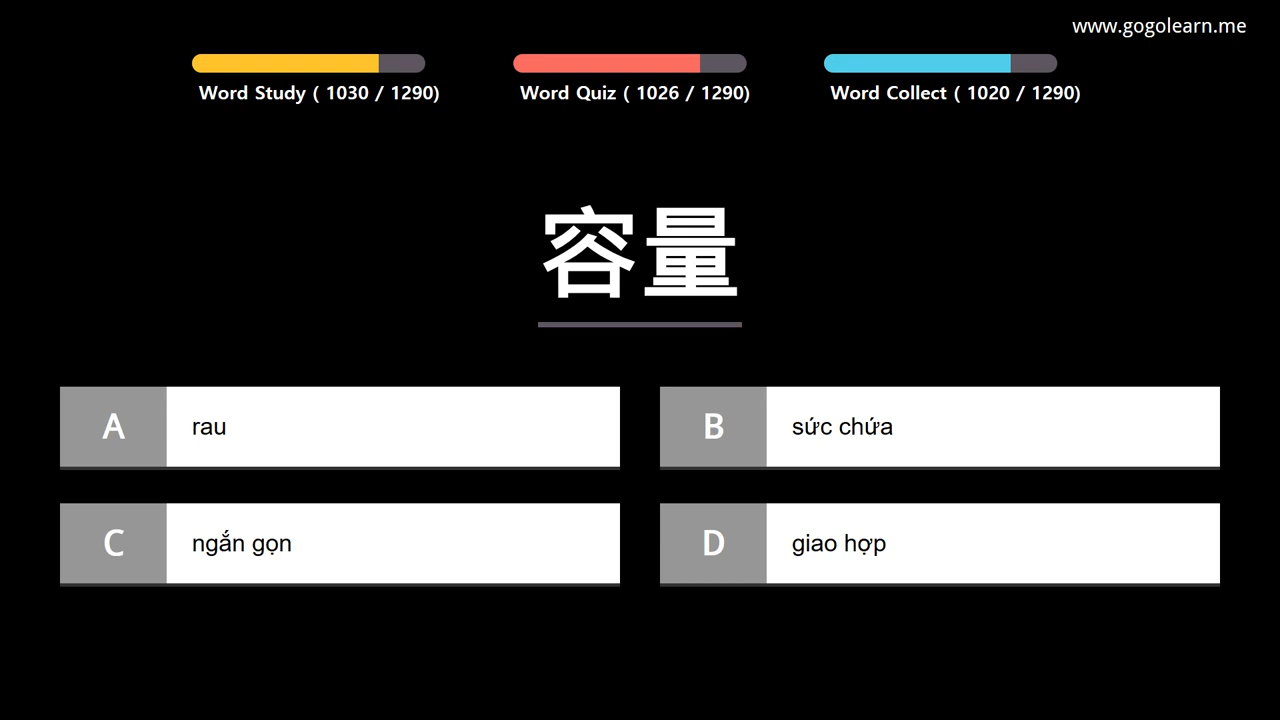 www.gogolearn.me
Word Study ( 1030 / 1290)
Word Quiz ( 1026 / 1290)
Word Collect ( 1020 / 1290)
容量
A rau
B sức chứa
C ngắn gọn
D giao hợp